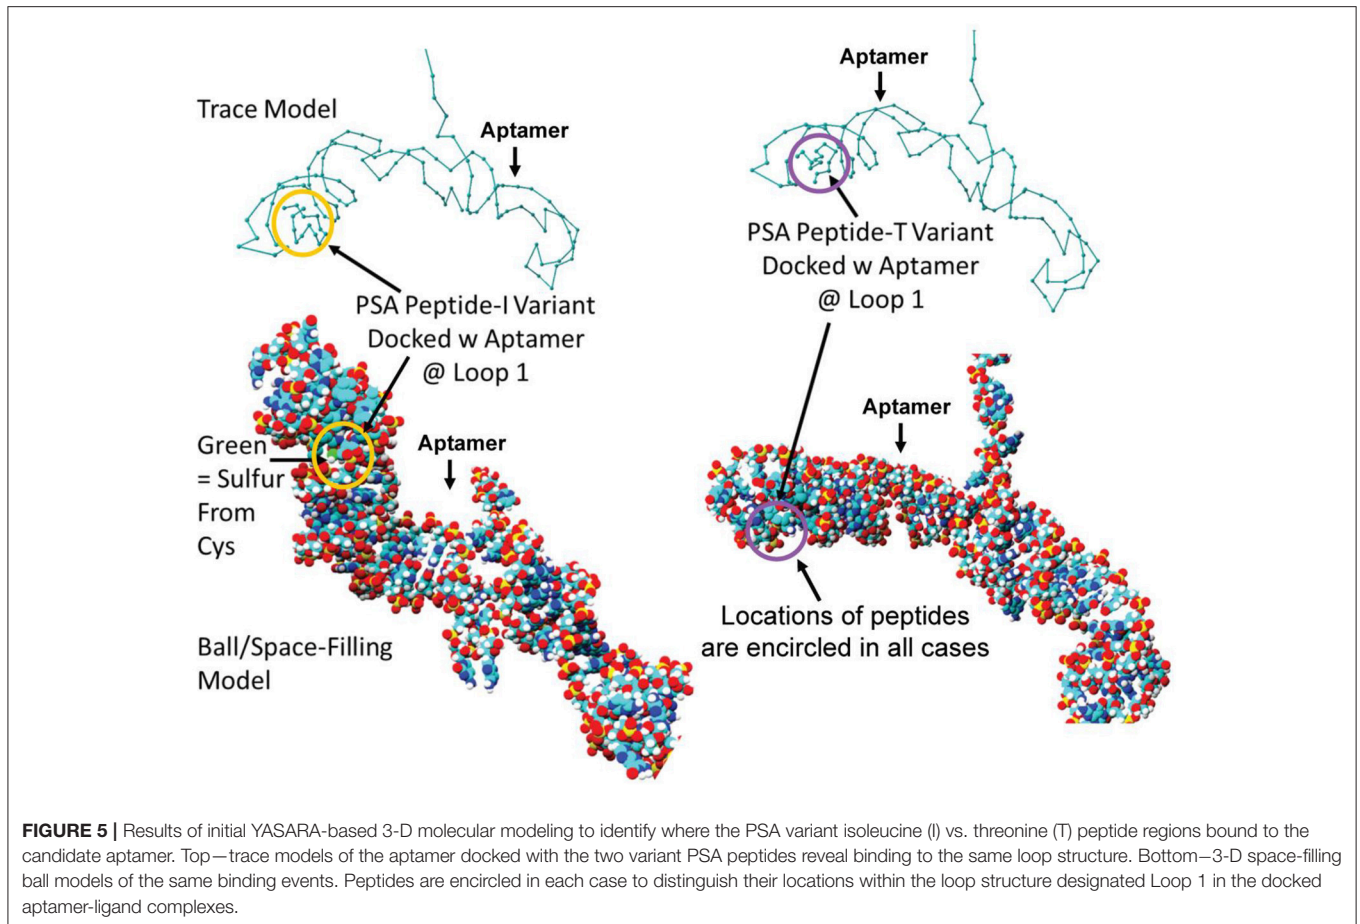 Trace Model
Aptamer
PSA Peptide-I Variant
Docked w Aptamer
@ Loop 1
Green
= Sulfur
From
Cys
Aptamer
Ball/Space-Filling
Model
Aptamer
PSA Peptide-T Variant
Docked w Aptamer
@ Loop 1
Aptamer
Locations of peptides
are encircled in all cases
FIGURE 5 | Results of initial YASARA-based 3-D molecular modeling to identify where the PSA variant isoleucine (I) vs. threonine (T) peptide regions bound to the
candidate aptamer. Top—trace models of the aptamer docked with the two variant PSA peptides reveal binding to the same loop structure. Bottom—3-D space-filling
ball models of the same binding events. Peptides are encircled in each case to distinguish their locations within the loop structure designated Loop 1 in the docked
aptamer-ligand complexes.